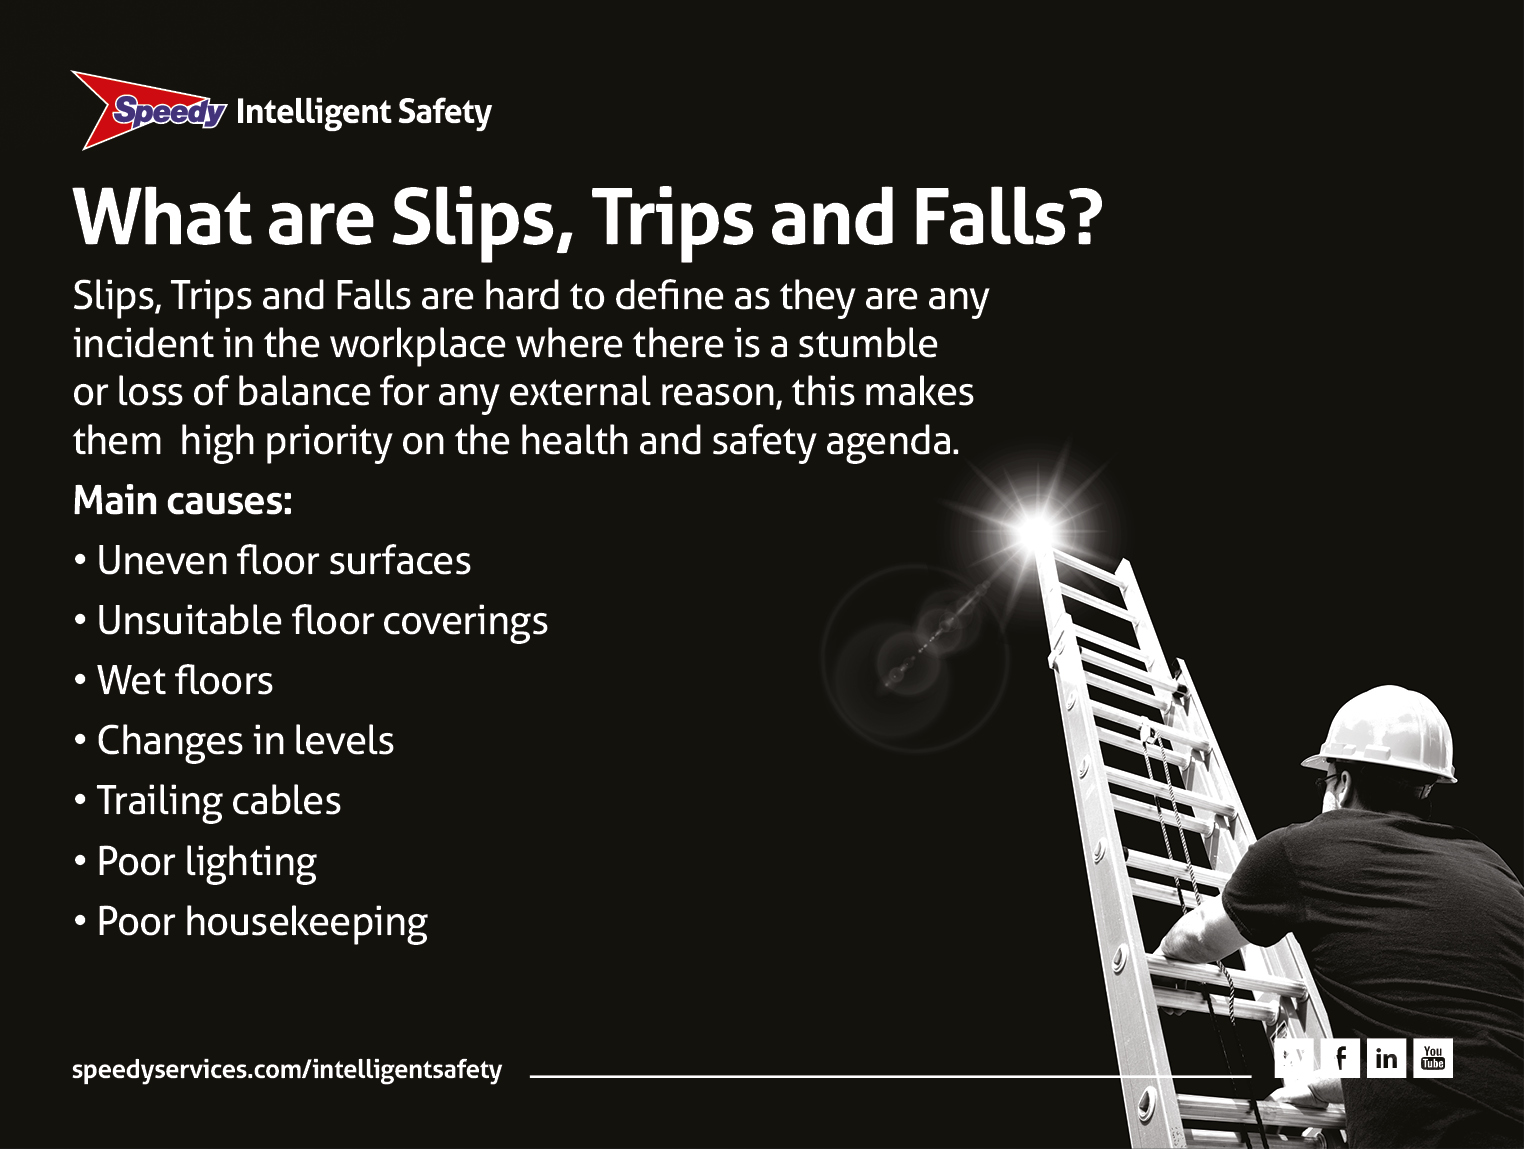 Speedy Intelligent Safety
What are Slips, Trips and Falls?
Slips, Trips and Falls are hard to define as they are any
incident in the workplace where there is a stumble
or loss of balance for any external reason, this makes
them  high priority on the health and safety agenda.
Main causes:
• Uneven floor surfaces
• Unsuitable floor coverings
• Wet floors
• Changes in levels
• Trailing cables
• Poor lighting
• Poor housekeeping
speedyservices.com/intelligentsafety
f in You Tube